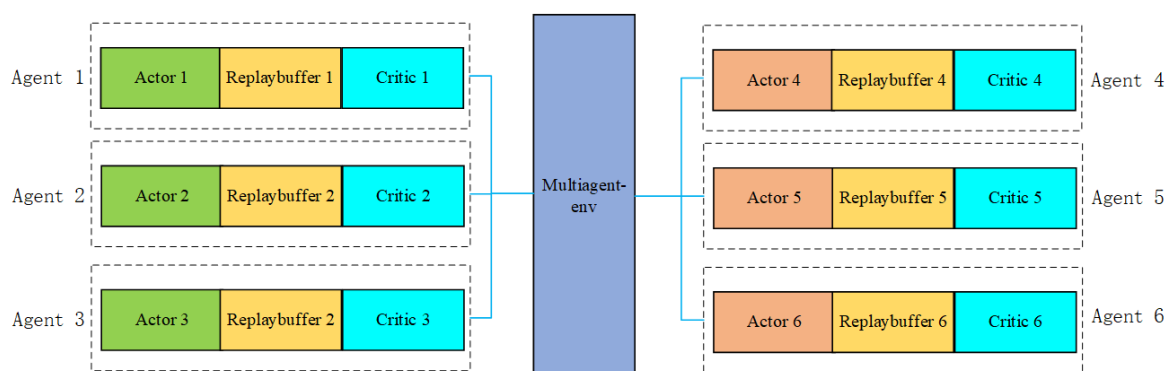 Agent 1
Actor 1
Replaybuffer 1
Critic 1
Agent 2
Actor 2
Replaybuffer 2
Critic 2
Agent 3
Actor 3
Replaybuffer 2
Critic 3
Multiagent-
env
Actor 4
Replaybuffer 4
Critic 4
Agent 4
Actor 5
Replaybuffer 5
Critic 5
Agent 5
Actor 6
Replaybuffer 6
Critic 6
Agent 6